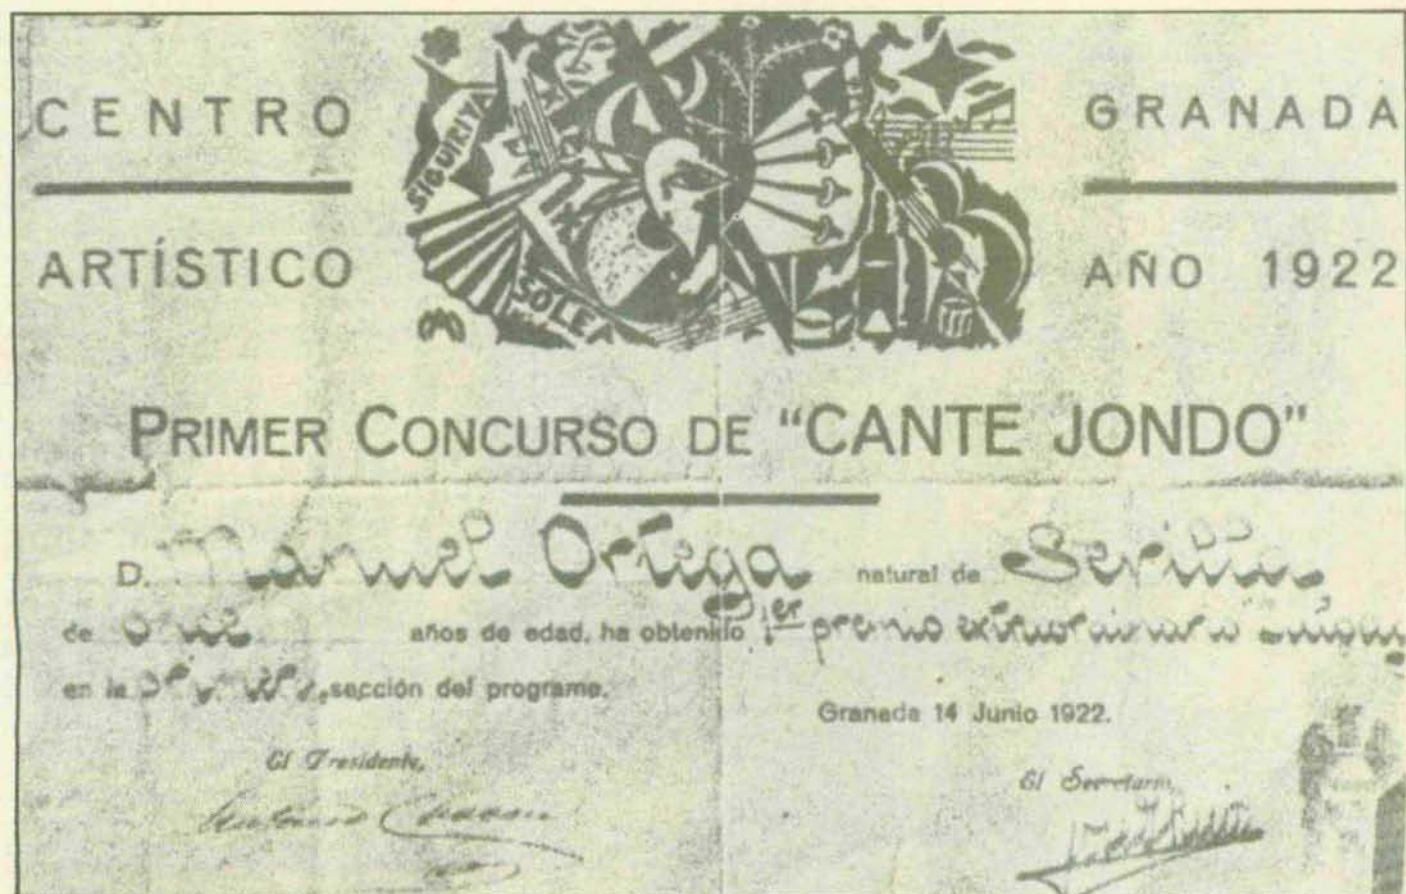 CENTRO
ARTÍSTICO
SIGUIRIYA
SOLEA
GRANADA
AÑO 1922
PRIMER CONCURSO DE "CANTE JONDO"
D. Manuel Ortega natural de Sevilla
de once años de edad, ha obtenido 1er premio extraordinario
en la sección del programa.
Granada 14 Junio 1922.
El Presidente,
El Secretario,
Antonio